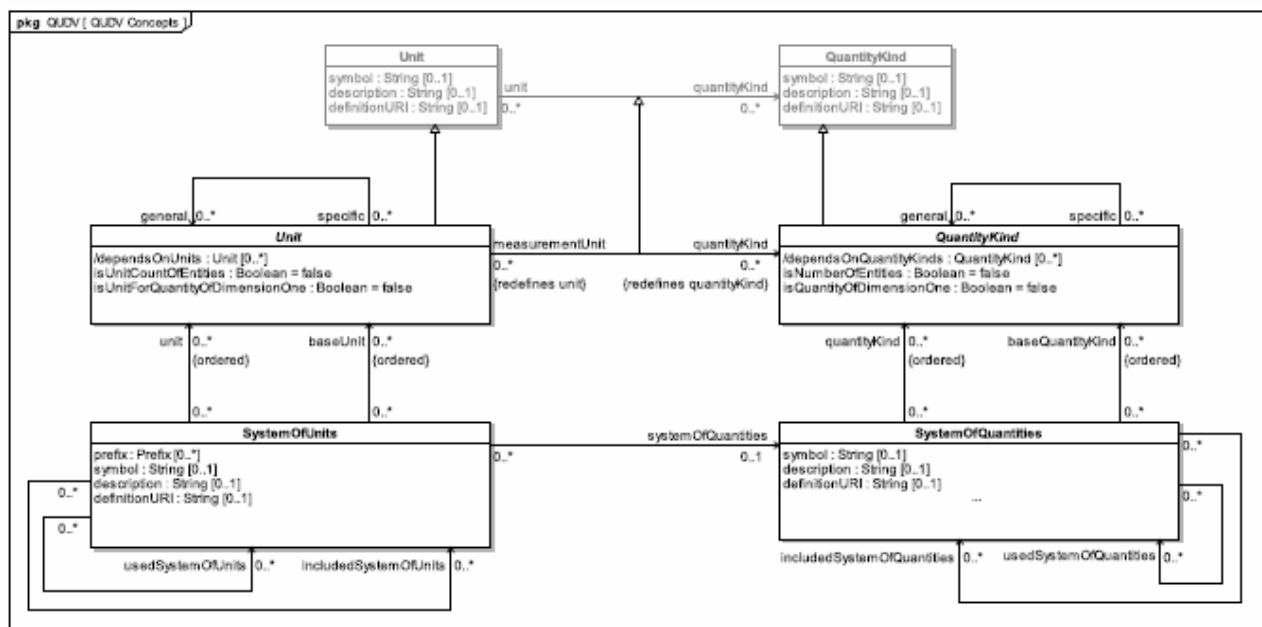 pkg QUDV [ QUDV Concepts ]
Unit
symbol : String [0..1]
description : String [0..1]
definitionURI : String [0..1]
unit
0..*
quantityKind
0..*
QuantityKind
symbol : String [0..1]
description : String [0..1]
definitionURI : String [0..1]
general 0..*
specific 0..*
general 0..*
specific 0..*
Unit
/dependsOnUnits : Unit [0..*]
isUnitCountOfEntities : Boolean = false
isUnitForQuantityOfDimensionOne : Boolean = false
measurementUnit
0..*
{redefines unit}
quantityKind
0..*
{redefines quantityKind}
QuantityKind
/dependsOnQuantityKinds : QuantityKind [0..*]
isNumberOfEntities : Boolean = false
isQuantityOfDimensionOne : Boolean = false
unit 0..*
{ordered}
baseUnit 0..*
{ordered}
quantityKind 0..*
{ordered}
baseQuantityKind 0..*
{ordered}
0..*
0..*
0..*
0..*
SystemOfUnits
prefix : Prefix [0..*]
symbol : String [0..1]
description : String [0..1]
definitionURI : String [0..1]
0..*
systemOfQuantities
0..1
SystemOfQuantities
symbol : String [0..1]
description : String [0..1]
definitionURI : String [0..1]
...
0..*
0..*
0..*
0..*
usedSystemOfUnits 0..*
includedSystemOfUnits 0..*
includedSystemOfQuantities 0..*
usedSystemOfQuantities 0..*